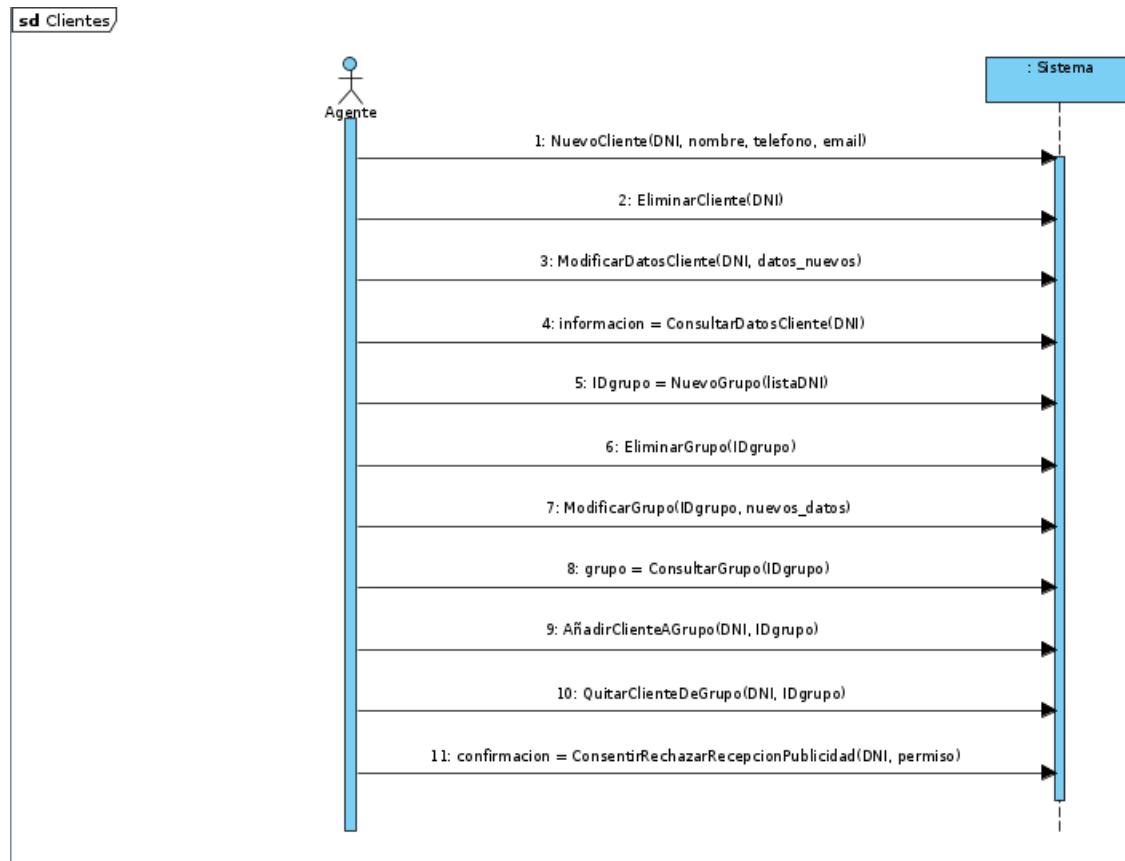 sd Clientes
: Sistema
Agente
1: NuevoCliente(DNI, nombre, telefono, email)
2: EliminarCliente(DNI)
3: ModificarDatosCliente(DNI, datos_nuevos)
4: informacion = ConsultarDatosCliente(DNI)
5: IDgrupo = NuevoGrupo(listaDNI)
6: EliminarGrupo(IDgrupo)
7: ModificarGrupo(IDgrupo, nuevos_datos)
8: grupo = ConsultarGrupo(IDgrupo)
9: AñadirClienteAGrupo(DNI, IDgrupo)
10: QuitarClienteDeGrupo(DNI, IDgrupo)
11: confirmacion = ConsentirRechazarRecepcionPublicidad(DNI, permiso)